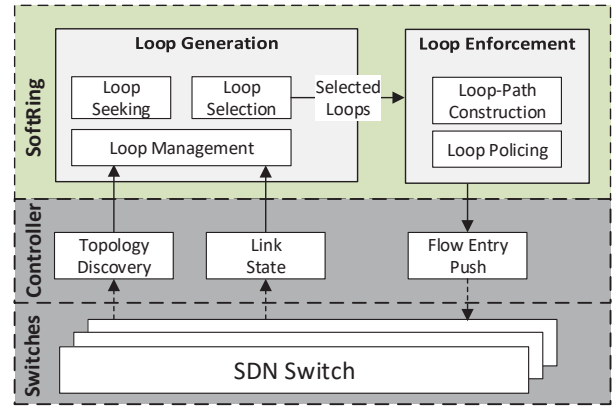 SoftRing
Loop Generation
Loop
Seeking
Loop
Selection
Loop Management
Selected
Loops
Loop Enforcement
Loop-Path
Construction
Loop Policing
Controller
Topology
Discovery
Link
State
Flow Entry
Push
Switches
SDN Switch